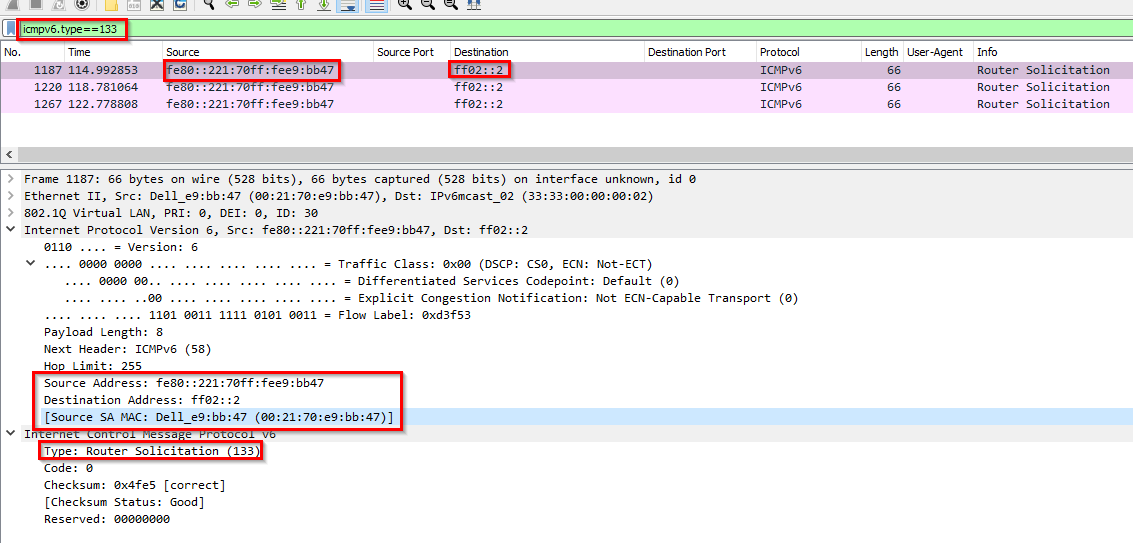 icmpv6.type==133
No. Time Source Source Port Destination Destination Port Protocol Length User-Agent Info
1187 114.992853 fe80::221:70ff:fee9:bb47 ff02::2 ICMPv6 66 Router Solicitation
1220 118.781064 fe80::221:70ff:fee9:bb47 ff02::2 ICMPv6 66 Router Solicitation
1267 122.778808 fe80::221:70ff:fee9:bb47 ff02::2 ICMPv6 66 Router Solicitation
Frame 1187: 66 bytes on wire (528 bits), 66 bytes captured (528 bits) on interface unknown, id 0
Ethernet II, Src: Dell_e9:bb:47 (00:21:70:e9:bb:47), Dst: IPv6mcast_02 (33:33:00:00:00:02)
802.1Q Virtual LAN, PRI: 0, DEI: 0, ID: 30
Internet Protocol Version 6, Src: fe80::221:70ff:fee9:bb47, Dst: ff02::2
0110 .... = Version: 6
.... 0000 0000 .... .... .... .... .... = Traffic Class: 0x00 (DSCP: CS0, ECN: Not-ECT)
.... 0000 00.. .... .... .... .... .... = Differentiated Services Codepoint: Default (0)
.... .... ..00 .... .... .... .... .... = Explicit Congestion Notification: Not ECN-Capable Transport (0)
.... .... .... 1101 0011 1111 0101 0011 = Flow Label: 0xd3f53
Payload Length: 8
Next Header: ICMPv6 (58)
Hop Limit: 255
Source Address: fe80::221:70ff:fee9:bb47
Destination Address: ff02::2
[Source SA MAC: Dell_e9:bb:47 (00:21:70:e9:bb:47)]
Internet Control Message Protocol v6
Type: Router Solicitation (133)
Code: 0
Checksum: 0x4fe5 [correct]
[Checksum Status: Good]
Reserved: 00000000